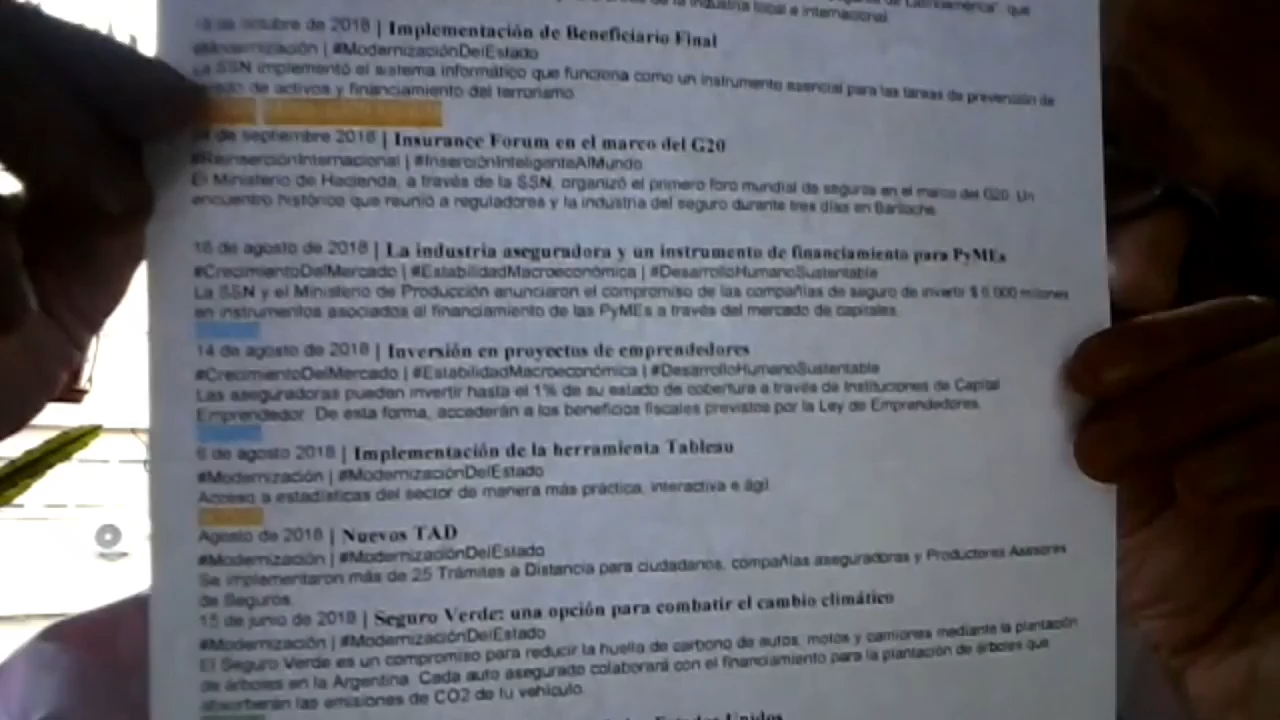 de la industria local e internacional
de octubre de 2018 | Implementación de Beneficiario Final
#Modernización | #ModernizaciónDelEstado
La SSN implementó el sistema informático que funciona como un instrumento esencial para las tareas de prevención de
lavado de activos y financiamiento del terrorismo.
de septiembre 2018 | Insurance Forum en el marco del G20
#ReinserciónInternacional | #InserciónInteligenteAlMundo
El Ministerio de Hacienda, a través de la SSN, organizó el primero foro mundial de seguros en el marco del G20. Un
encuentro histórico que reunió a reguladores y la industria del seguro durante tres días en Bariloche.
16 de agosto de 2018 | La industria aseguradora y un instrumento de financiamiento para PyMEs
#CrecimientoDelMercado | #EstabilidadMacroeconómica | #DesarrolloHumanoSustentable
La SSN y el Ministerio de Producción anunciaron el compromiso de las compañías de seguro de invertir $ 6.000 millones
en instrumentos asociados al financiamiento de las PyMEs a través del mercado de capitales.
14 de agosto de 2018 | Inversión en proyectos de emprendedores
#CrecimientoDelMercado | #EstabilidadMacroeconómica | #DesarrolloHumanoSustentable
Las aseguradoras pueden invertir hasta el 1% de su estado de cobertura a través de Instituciones de Capital
Emprendedor. De esta forma, accederán a los beneficios fiscales previstos por la Ley de Emprendedores.
6 de agosto 2018 | Implementación de la herramienta Tableau
#Modernización | #ModernizaciónDelEstado
Acceso a estadísticas del sector de manera más práctica, interactiva e ágil.
Agosto de 2018 | Nuevos TAD
#Modernización | #ModernizaciónDelEstado
Se implementaron más de 25 Trámites a Distancia para ciudadanos, compañías aseguradoras y Productores Asesores
de Seguros.
15 de junio de 2018 | Seguro Verde: una opción para combatir el cambio climático
#Modernización | #ModernizaciónDelEstado
El Seguro Verde es un compromiso para reducir la huella de carbono de autos, motos y camiones mediante la plantación
de árboles en la Argentina. Cada auto asegurado colaborará con el financiamiento para la plantación de árboles que
absorberán las emisiones de CO2 de tu vehículo.
Estados Unidos